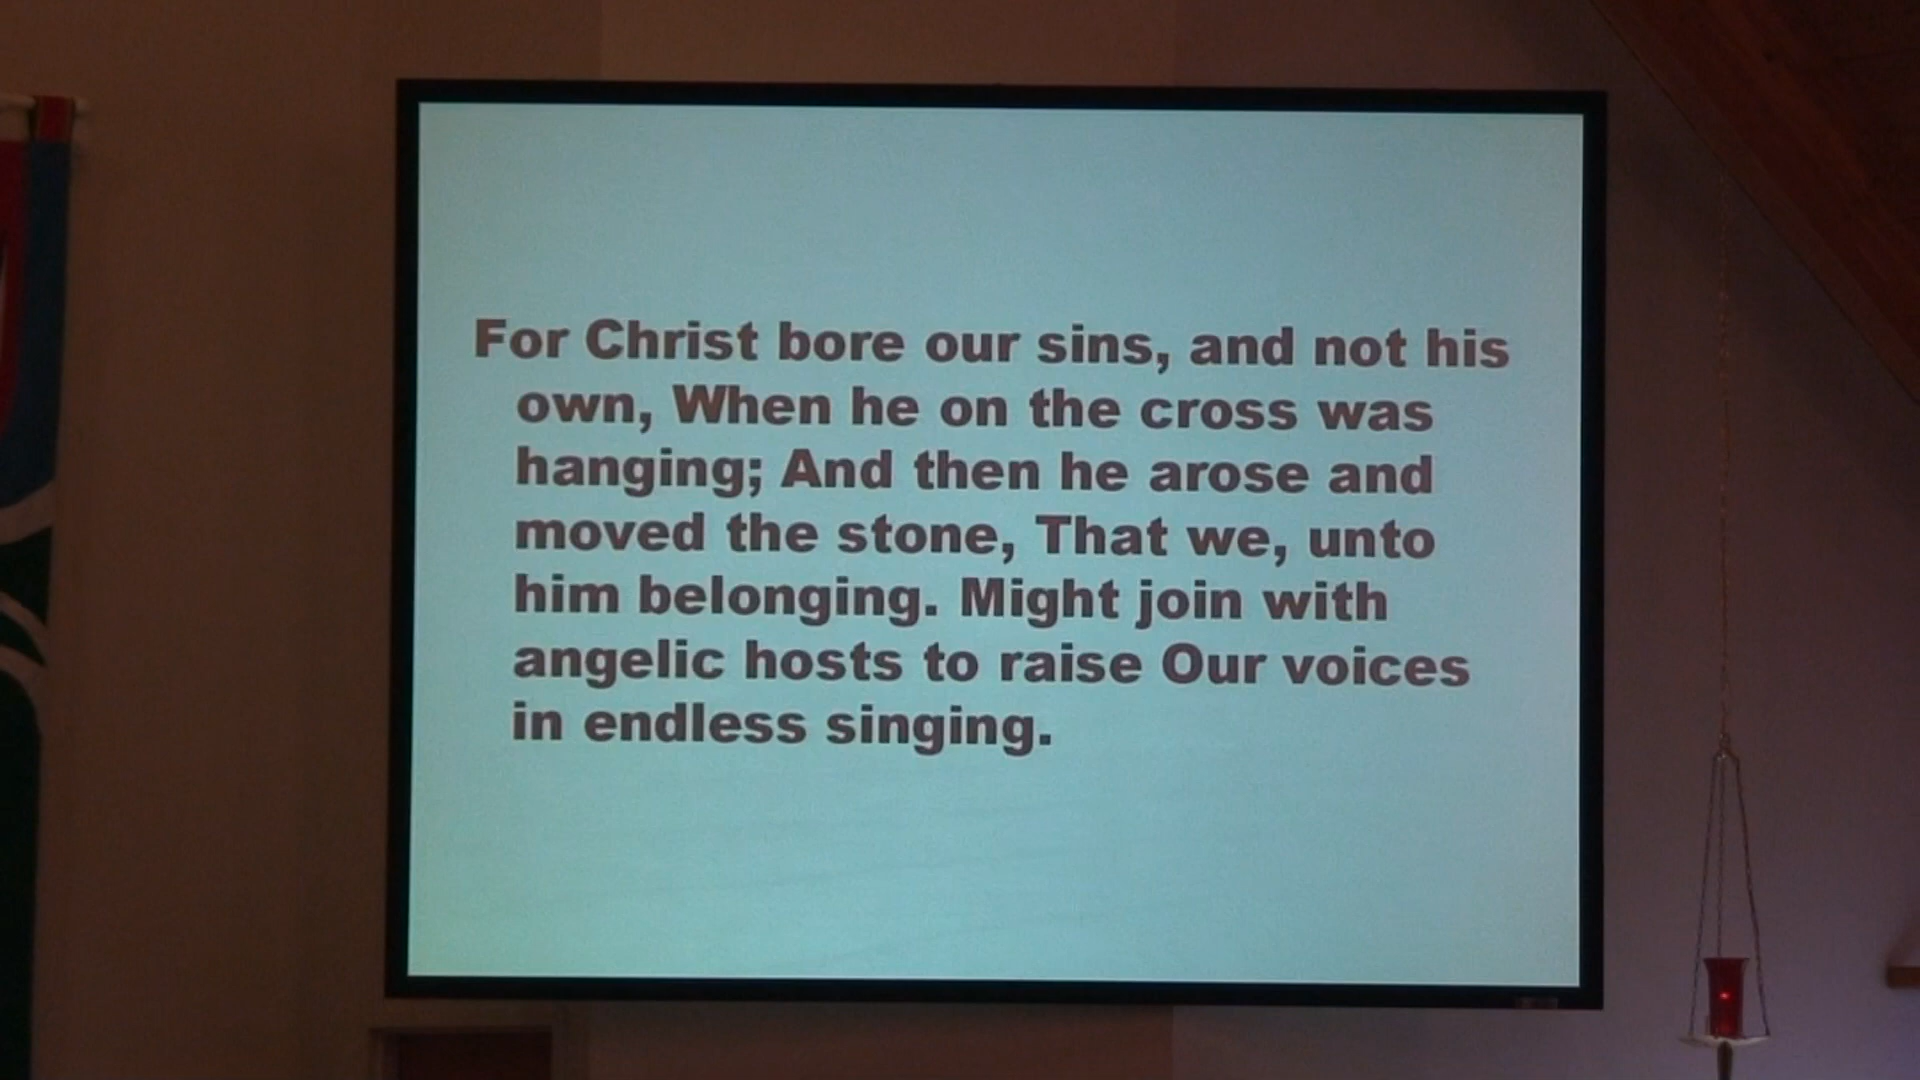 For Christ bore our sins, and not his
own, When he on the cross was
hanging; And then he arose and
moved the stone, That we, unto
him belonging. Might join with
angelic hosts to raise Our voices
in endless singing.